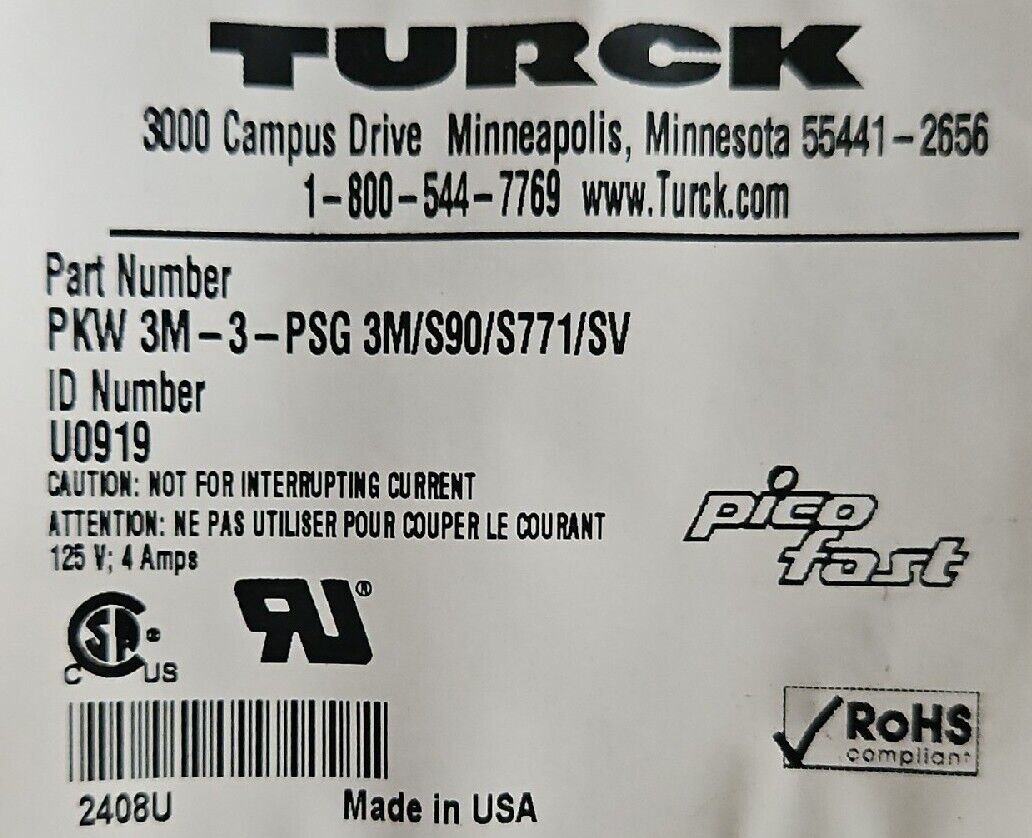 TURCK
3000 Campus Drive Minneapolis, Minnesota 55441-2656
1-800-544-7769 www.Turck.com
Part Number
PKW 3M-3-PSG 3M/S90/S771/SV
ID Number
U0919
CAUTION: NOT FOR INTERRUPTING CURRENT
ATTENTION: NE PAS UTILISER POUR COUPER LE COURANT
125 V; 4 Amps
pico
fast
C SA ® C US
RU ®
RoHS
compliant
2408U Made in USA